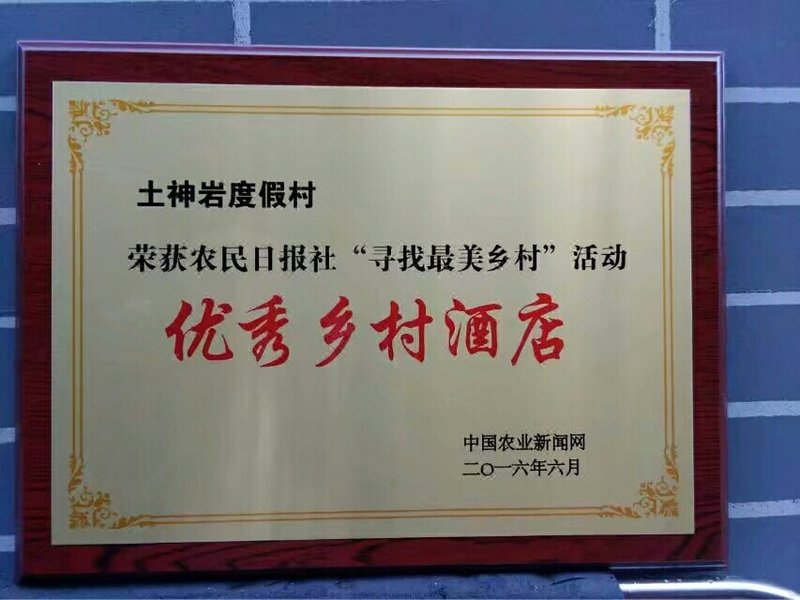 土神岩度假村
荣获农民日报社“寻找最美乡村”活动
优秀乡村酒店
中国农业新闻网
二〇一六年六月